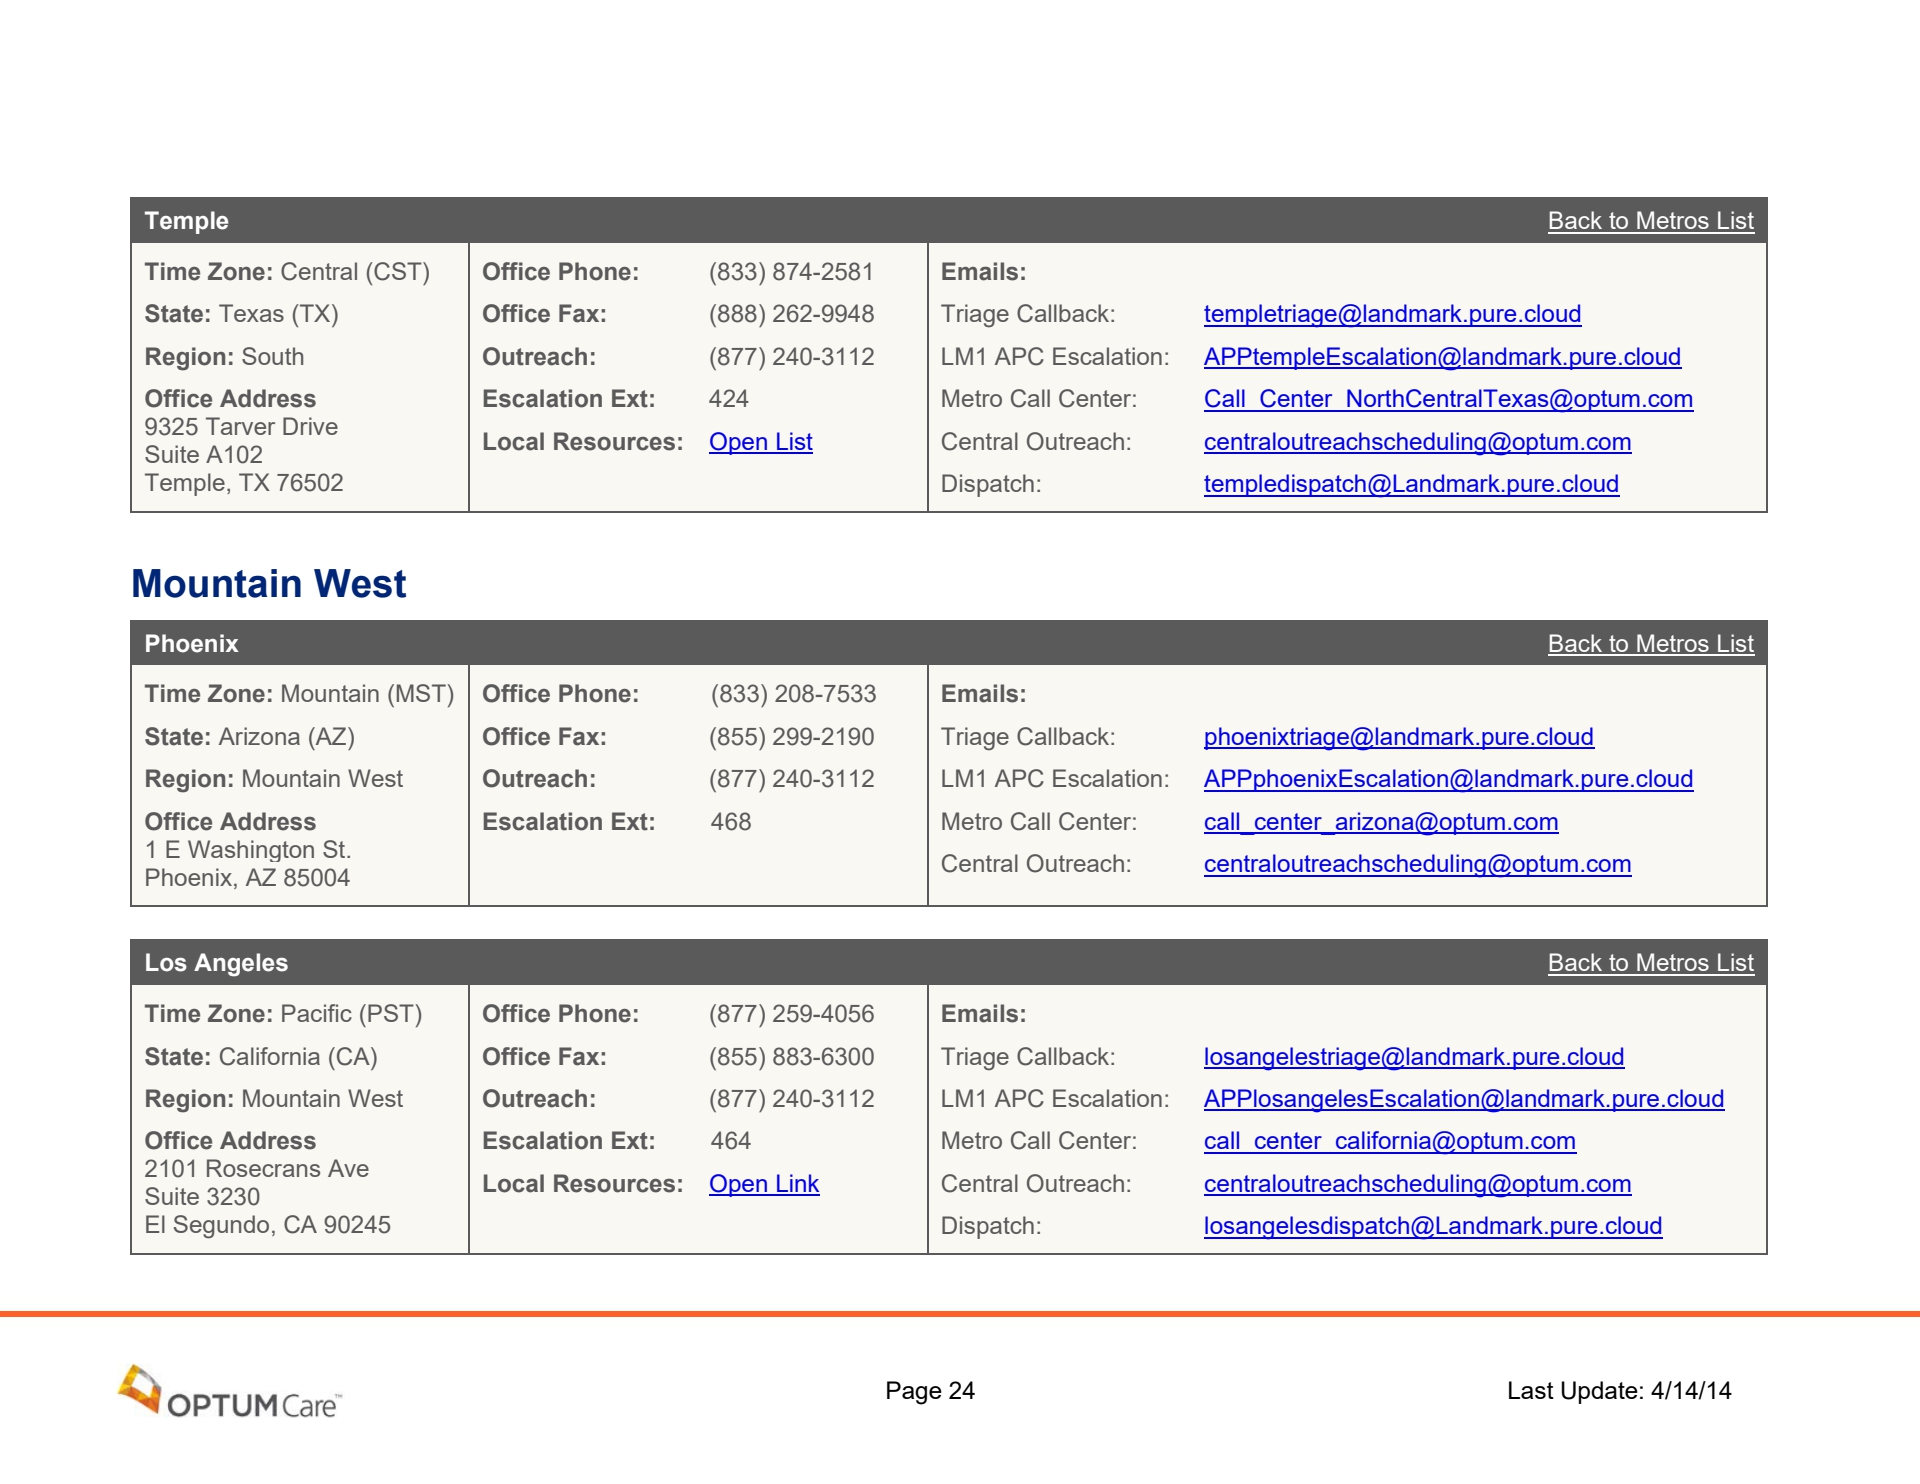 Temple Back to Metros List
Time Zone: Central (CST)
State: Texas (TX)
Region: South
Office Address
9325 Tarver Drive
Suite A102
Temple, TX 76502
Office Phone: (833) 874-2581
Office Fax: (888) 262-9948
Outreach: (877) 240-3112
Escalation Ext: 424
Local Resources: Open List
Emails:
Triage Callback: templetriage@landmark.pure.cloud
LM1 APC Escalation: APPtempleEscalation@landmark.pure.cloud
Metro Call Center: Call_Center_NorthCentralTexas@optum.com
Central Outreach: centraloutreachscheduling@optum.com
Dispatch: templedispatch@Landmark.pure.cloud
Mountain West
Phoenix Back to Metros List
Time Zone: Mountain (MST)
State: Arizona (AZ)
Region: Mountain West
Office Address
1 E Washington St.
Phoenix, AZ 85004
Office Phone: (833) 208-7533
Office Fax: (855) 299-2190
Outreach: (877) 240-3112
Escalation Ext: 468
Emails:
Triage Callback: phoenixtriage@landmark.pure.cloud
LM1 APC Escalation: APPphoenixEscalation@landmark.pure.cloud
Metro Call Center: call_center_arizona@optum.com
Central Outreach: centraloutreachscheduling@optum.com
Los Angeles Back to Metros List
Time Zone: Pacific (PST)
State: California (CA)
Region: Mountain West
Office Address
2101 Rosecrans Ave
Suite 3230
El Segundo, CA 90245
Office Phone: (877) 259-4056
Office Fax: (855) 883-6300
Outreach: (877) 240-3112
Escalation Ext: 464
Local Resources: Open Link
Emails:
Triage Callback: losangelestriage@landmark.pure.cloud
LM1 APC Escalation: APPlosangelesEscalation@landmark.pure.cloud
Metro Call Center: call_center_california@optum.com
Central Outreach: centraloutreachscheduling@optum.com
Dispatch: losangelesdispatch@Landmark.pure.cloud
OPTUM Care™ Page 24 Last Update: 4/14/14